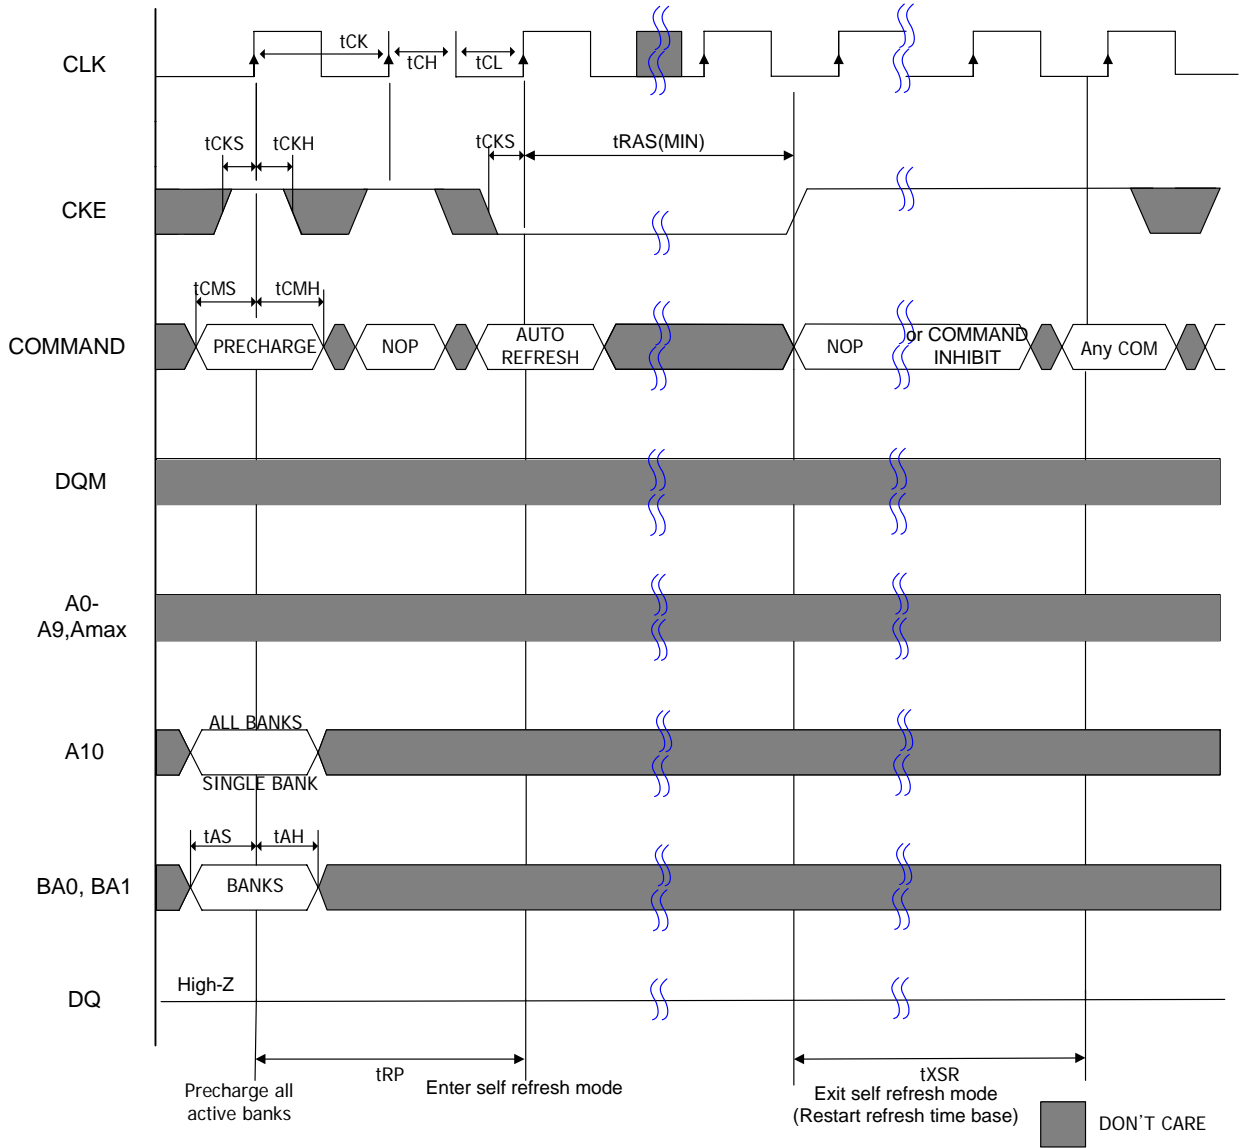 CLK
tCK
tCH
tCL
tCKS
tCKH
tCKS
tRAS(MIN)
CKE
tCMS
tCMH
COMMAND
PRECHARGE
NOP
AUTO
REFRESH
NOP
or COMMAND
INHIBIT
Any COM
DQM
A0-
A9,Amax
A10
ALL BANKS
SINGLE BANK
tAS
tAH
BA0, BA1
BANKS
DQ
High-Z
tRP
tXSR
Precharge all
active banks
Enter self refresh mode
Exit self refresh mode
(Restart refresh time base)
DON'T CARE